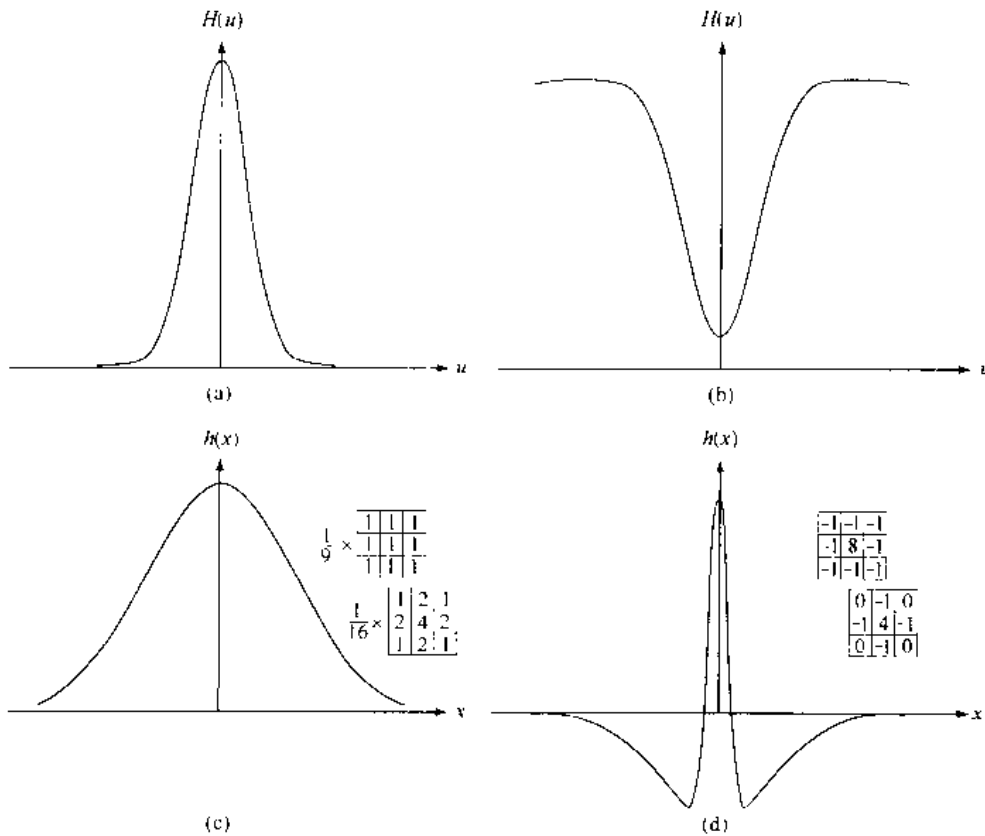 H(u)
H(u)
u
(a)
(b)
h(x)
h(x)
1/9 ×
1 1 1
1 1 1
1 1 1
1/16 ×
1 2 1
2 4 2
1 2 1
x
(c)
-1 -1 -1
-1 8 -1
-1 -1 -1
0 -1 0
-1 4 -1
0 -1 0
x
(d)